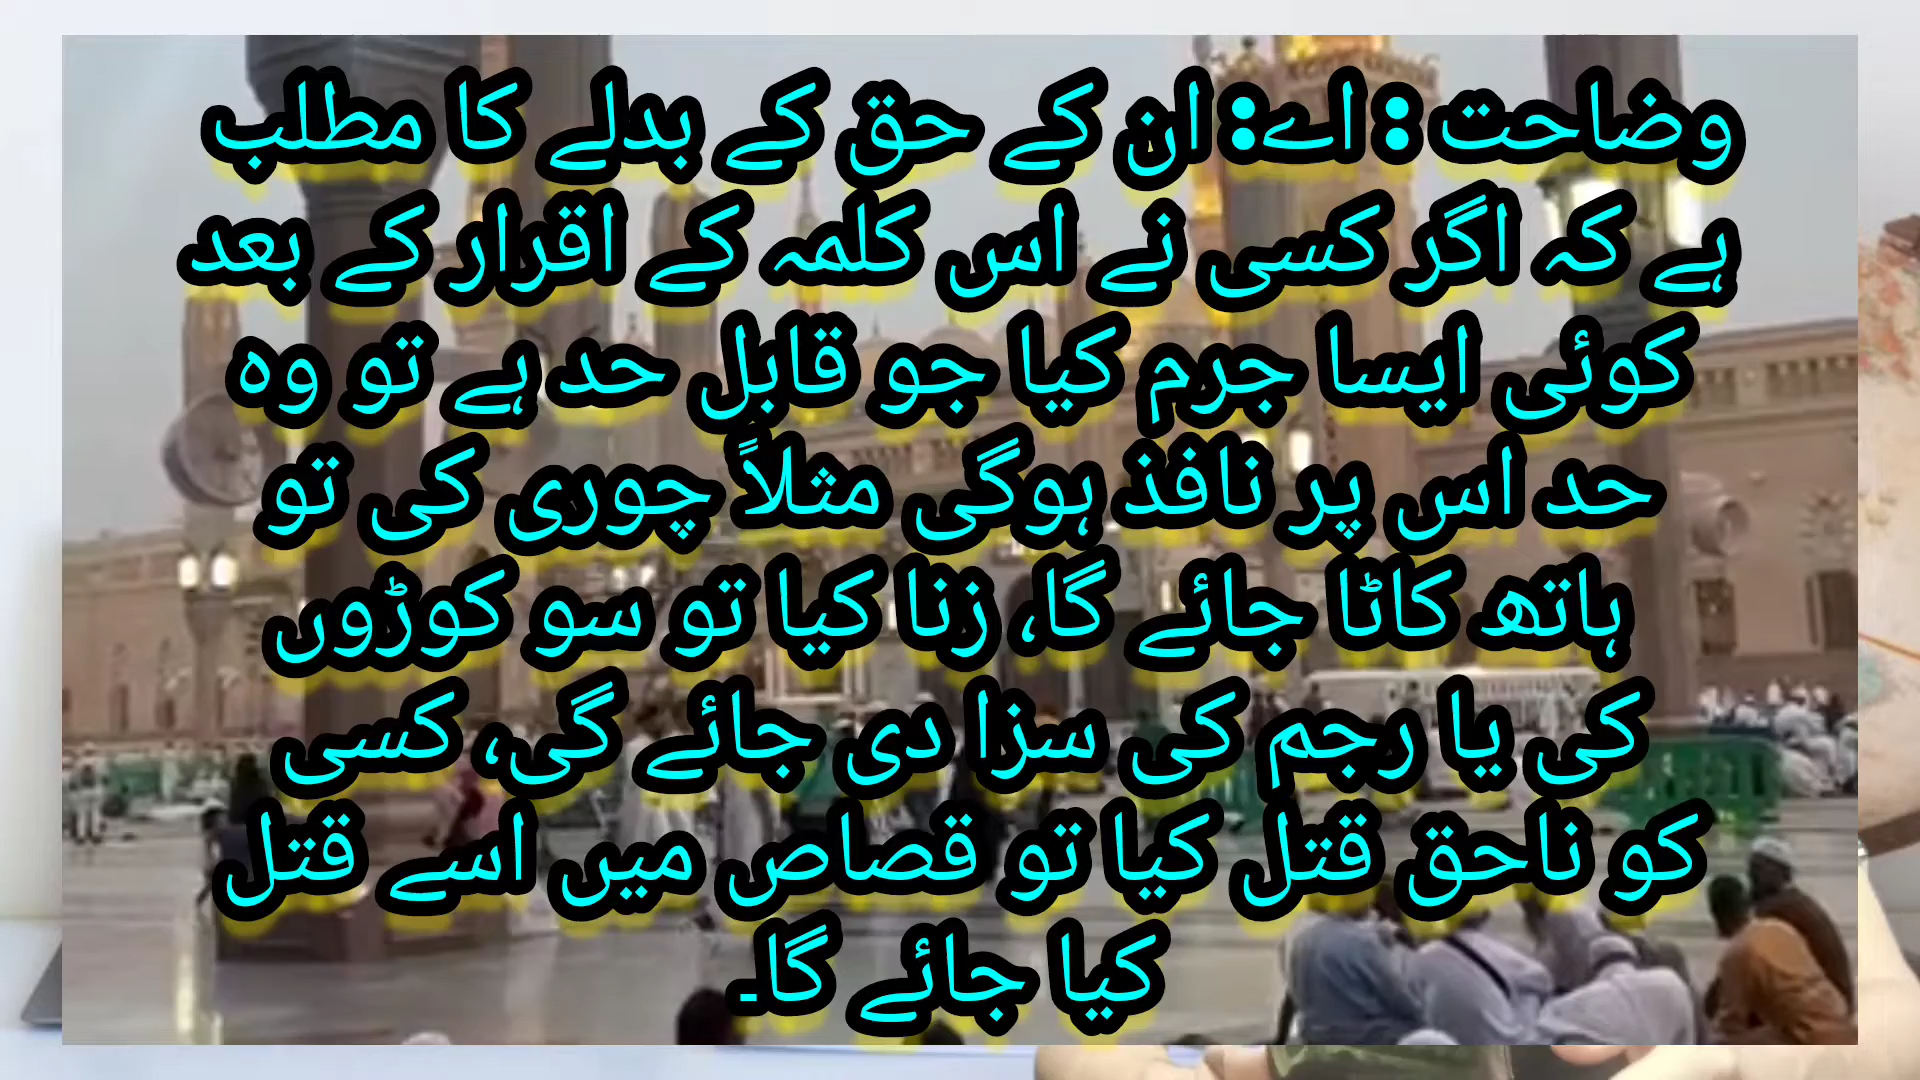 وضاحت : اے: ان کے حق کے بدلے کا مطلب
ہے کہ اگر کسی نے اس کلمہ کے اقرار کے بعد
کوئی ایسا جرم کیا جو قابل حد ہے تو وہ
حد اس پر نافذ ہوگی مثلاً چوری کی تو
ہاتھ کاٹا جائے گا، زنا کیا تو سو کوڑوں
کی یا رجم کی سزا دی جائے گی، کسی
کو ناحق قتل کیا تو قصاص میں اسے قتل
کیا جائے گا۔